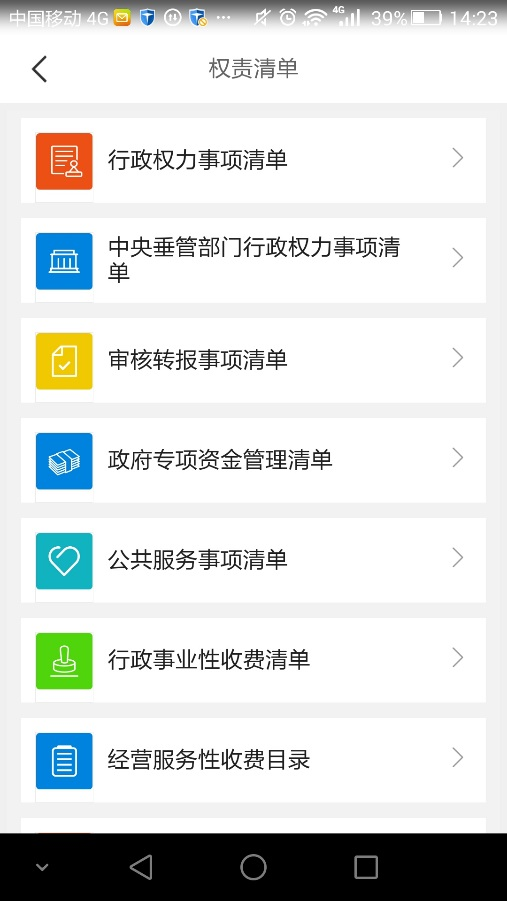 中国移动 4G ... 4G 39% 14:23
权责清单
行政权力事项清单
中央垂管部门行政权力事项清
单
审核转报事项清单
政府专项资金管理清单
公共服务事项清单
行政事业性收费清单
经营服务性收费目录